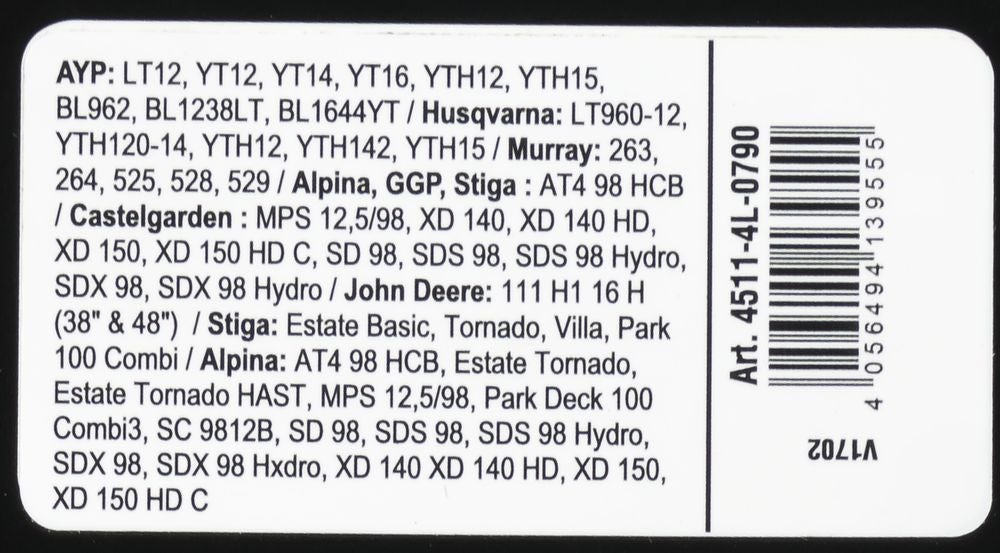 AYP: LT12, YT12, YT14, YT16, YTH12, YTH15,
BL962, BL1238LT, BL1644YT / Husqvarna: LT960-12,
YTH120-14, YTH12, YTH142, YTH15 / Murray: 263,
264, 525, 528, 529 / Alpina, GGP, Stiga : AT4 98 HCB
/ Castelgarden : MPS 12,5/98, XD 140, XD 140 HD,
XD 150, XD 150 HD C, SD 98, SDS 98, SDS 98 Hydro,
SDX 98, SDX 98 Hydro / John Deere: 111 H1 16 H
(38" & 48") / Stiga: Estate Basic, Tornado, Villa, Park
100 Combi / Alpina: AT4 98 HCB, Estate Tornado,
Estate Tornado HAST, MPS 12,5/98, Park Deck 100
Combi3, SC 9812B, SD 98, SDS 98, SDS 98 Hydro,
SDX 98, SDX 98 Hxdro, XD 140 XD 140 HD, XD 150,
XD 150 HD C
Art. 4511-4L-0790
4 056494 139555
V1702